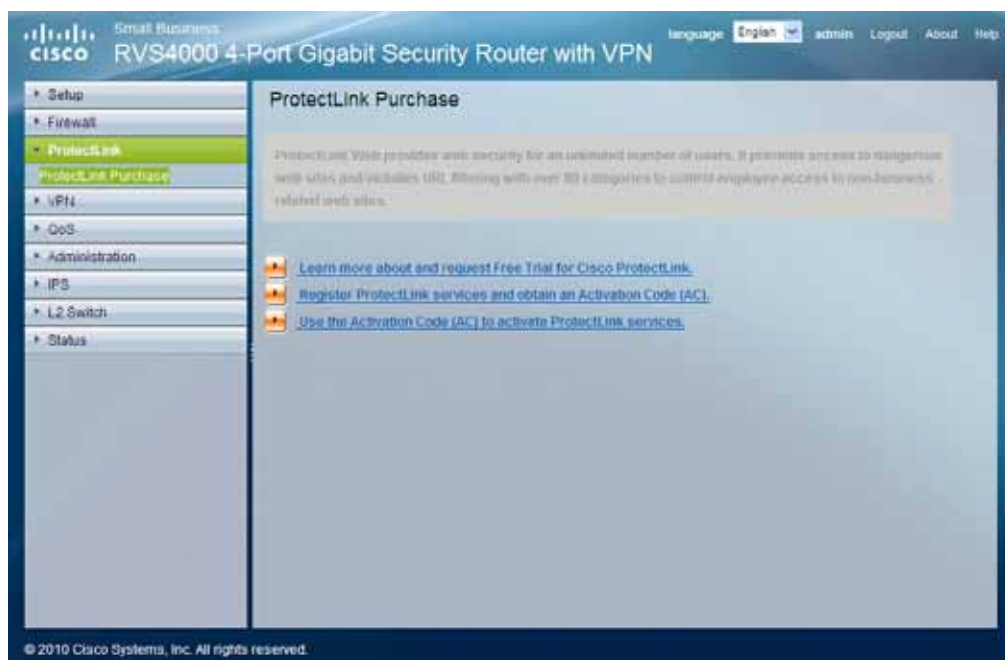 Small Business
cisco RVS4000 4-Port Gigabit Security Router with VPN
language English admin Logout About Help
Setup
Firewall
ProtectLink
ProtectLink Purchase
VPN
QoS
Administration
IPS
L2 Switch
Status
ProtectLink Purchase
ProtectLink Web provides web security for an unlimited number of users. It prevents access to dangerous
web sites and includes URL filtering with over 80 categories to control employee access to non-business
related web sites.
Learn more about and request Free Trial for Cisco ProtectLink.
Register ProtectLink services and obtain an Activation Code (AC).
Use the Activation Code (AC) to activate ProtectLink services.
© 2010 Cisco Systems, Inc. All rights reserved.